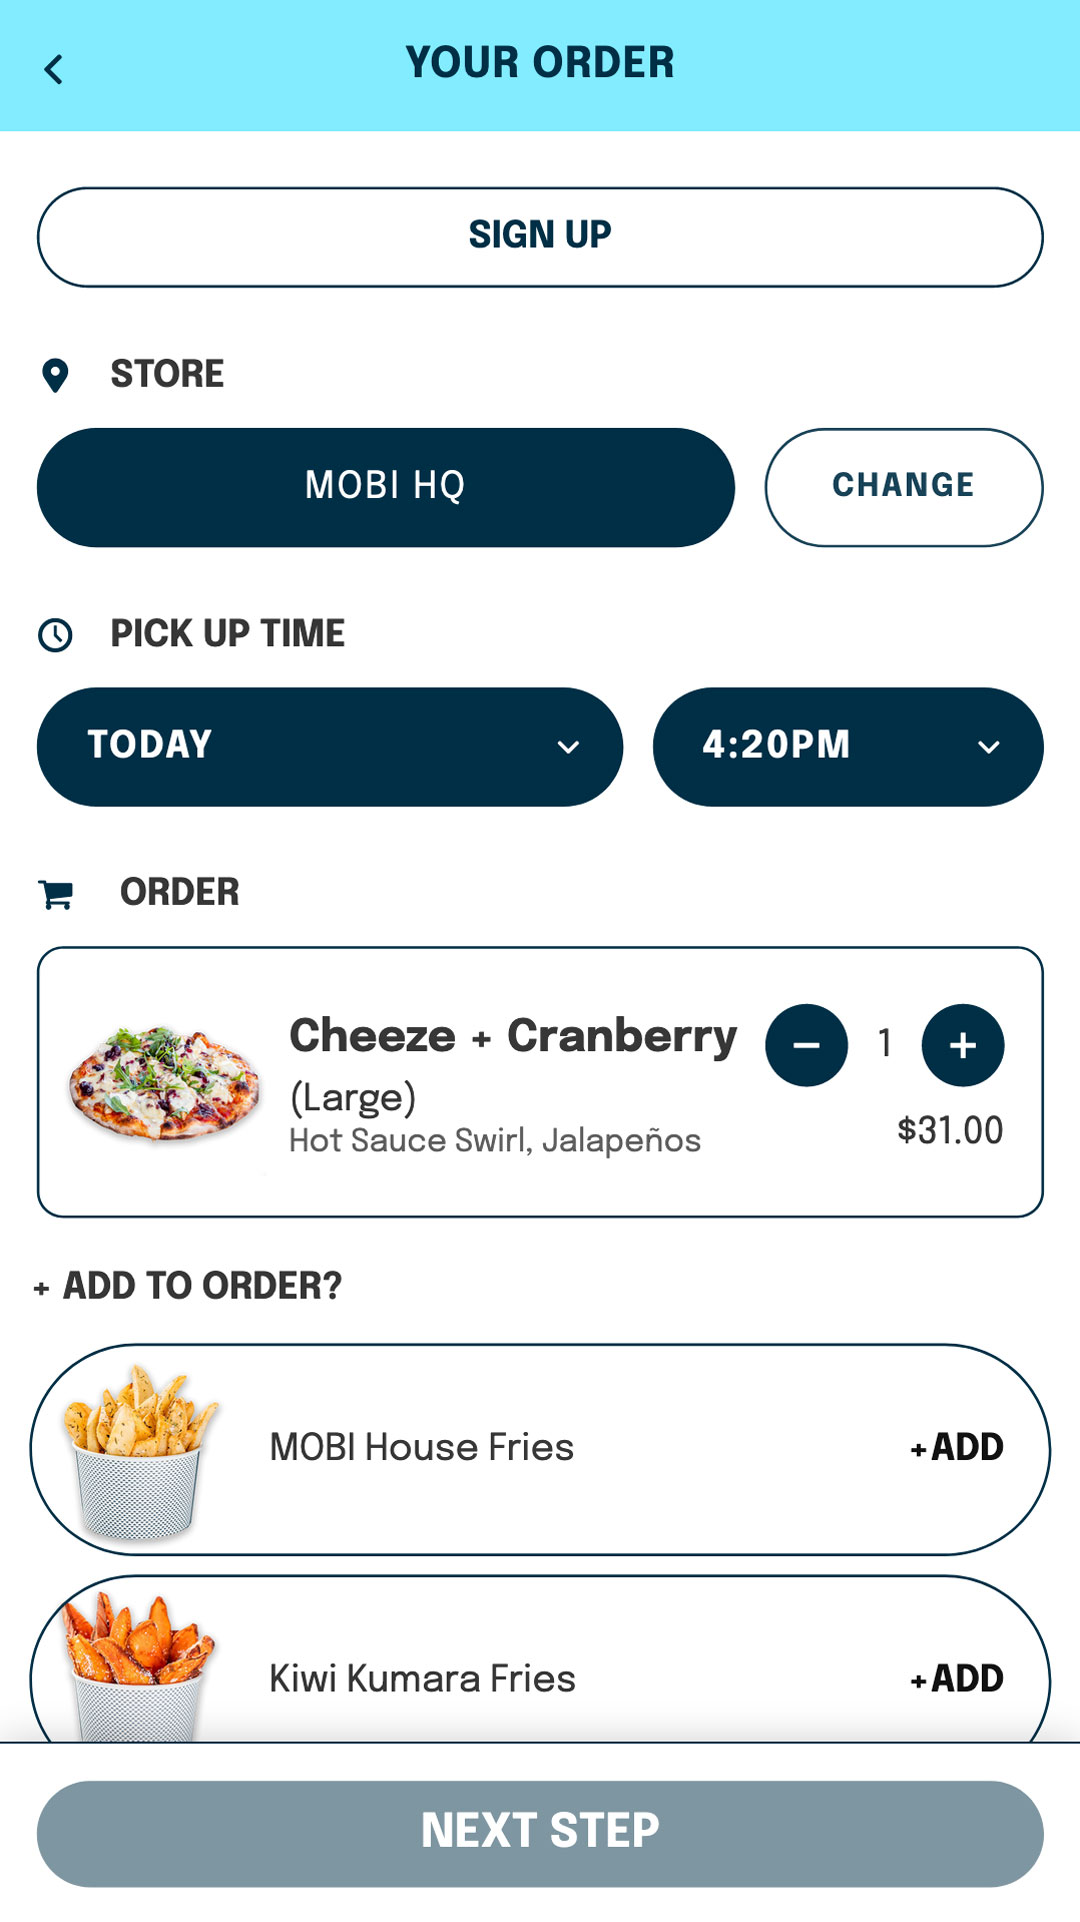 YOUR ORDER
SIGN UP
STORE
MOBI HQ
CHANGE
PICK UP TIME
TODAY
4:20PM
ORDER
Cheeze + Cranberry
1
(Large)
$31.00
Hot Sauce Swirl, Jalapeños
+ ADD TO ORDER?
MOBI House Fries
+ADD
Kiwi Kumara Fries
+ADD
NEXT STEP